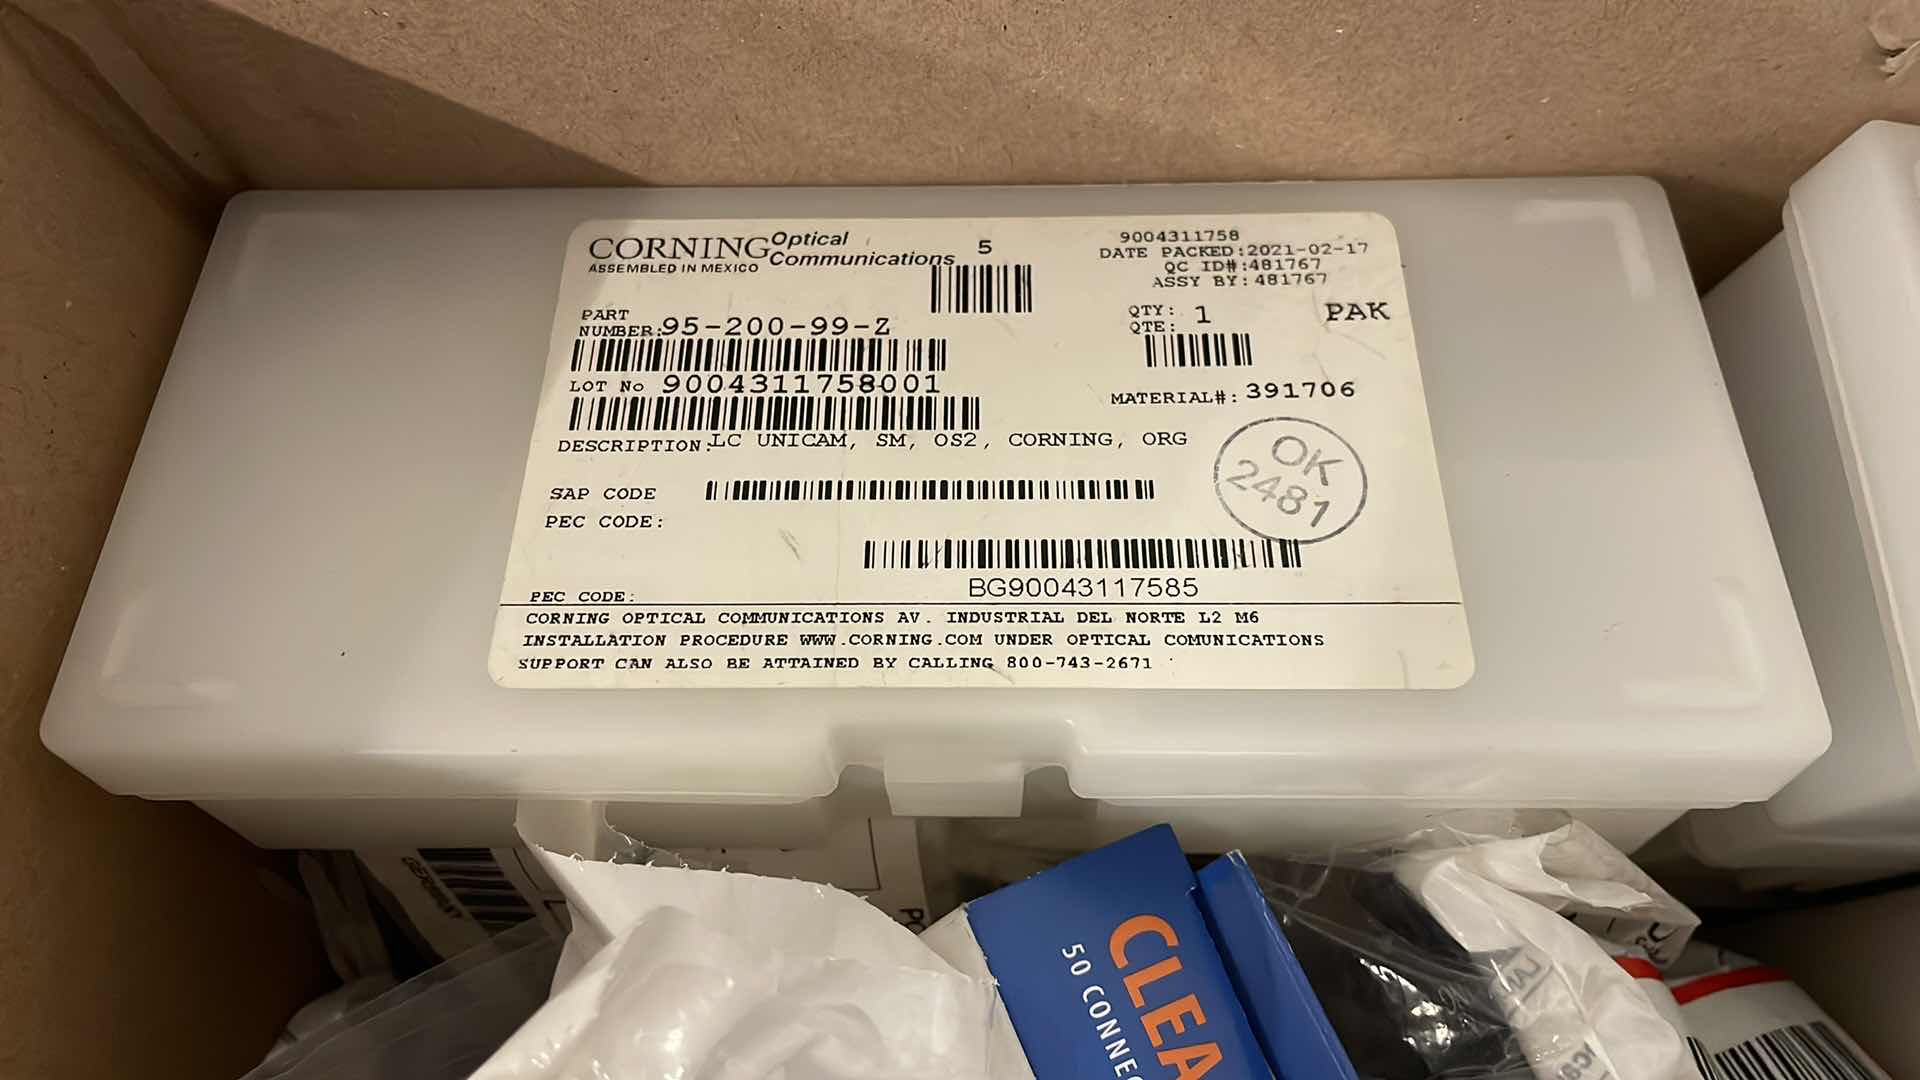 CORNING Optical Communications
ASSEMBLED IN MEXICO
5
9004311758
DATE PACKED:2021-02-17
QC ID#:481767
ASSY BY:481767
PART
NUMBER:95-200-99-Z
QTY: 1 PAK
QTE:
LOT No 9004311758001
MATERIAL#: 391706
DESCRIPTION:LC UNICAM, SM, OS2, CORNING, ORG
OK
2481
SAP CODE
PEC CODE:
BG90043117585
PEC CODE:
CORNING OPTICAL COMMUNICATIONS AV. INDUSTRIAL DEL NORTE L2 M6
INSTALLATION PROCEDURE WWW.CORNING.COM UNDER OPTICAL COMUNICATIONS
SUPPORT CAN ALSO BE ATTAINED BY CALLING 800-743-2671
GERMANY
CLEA
50 CONNE